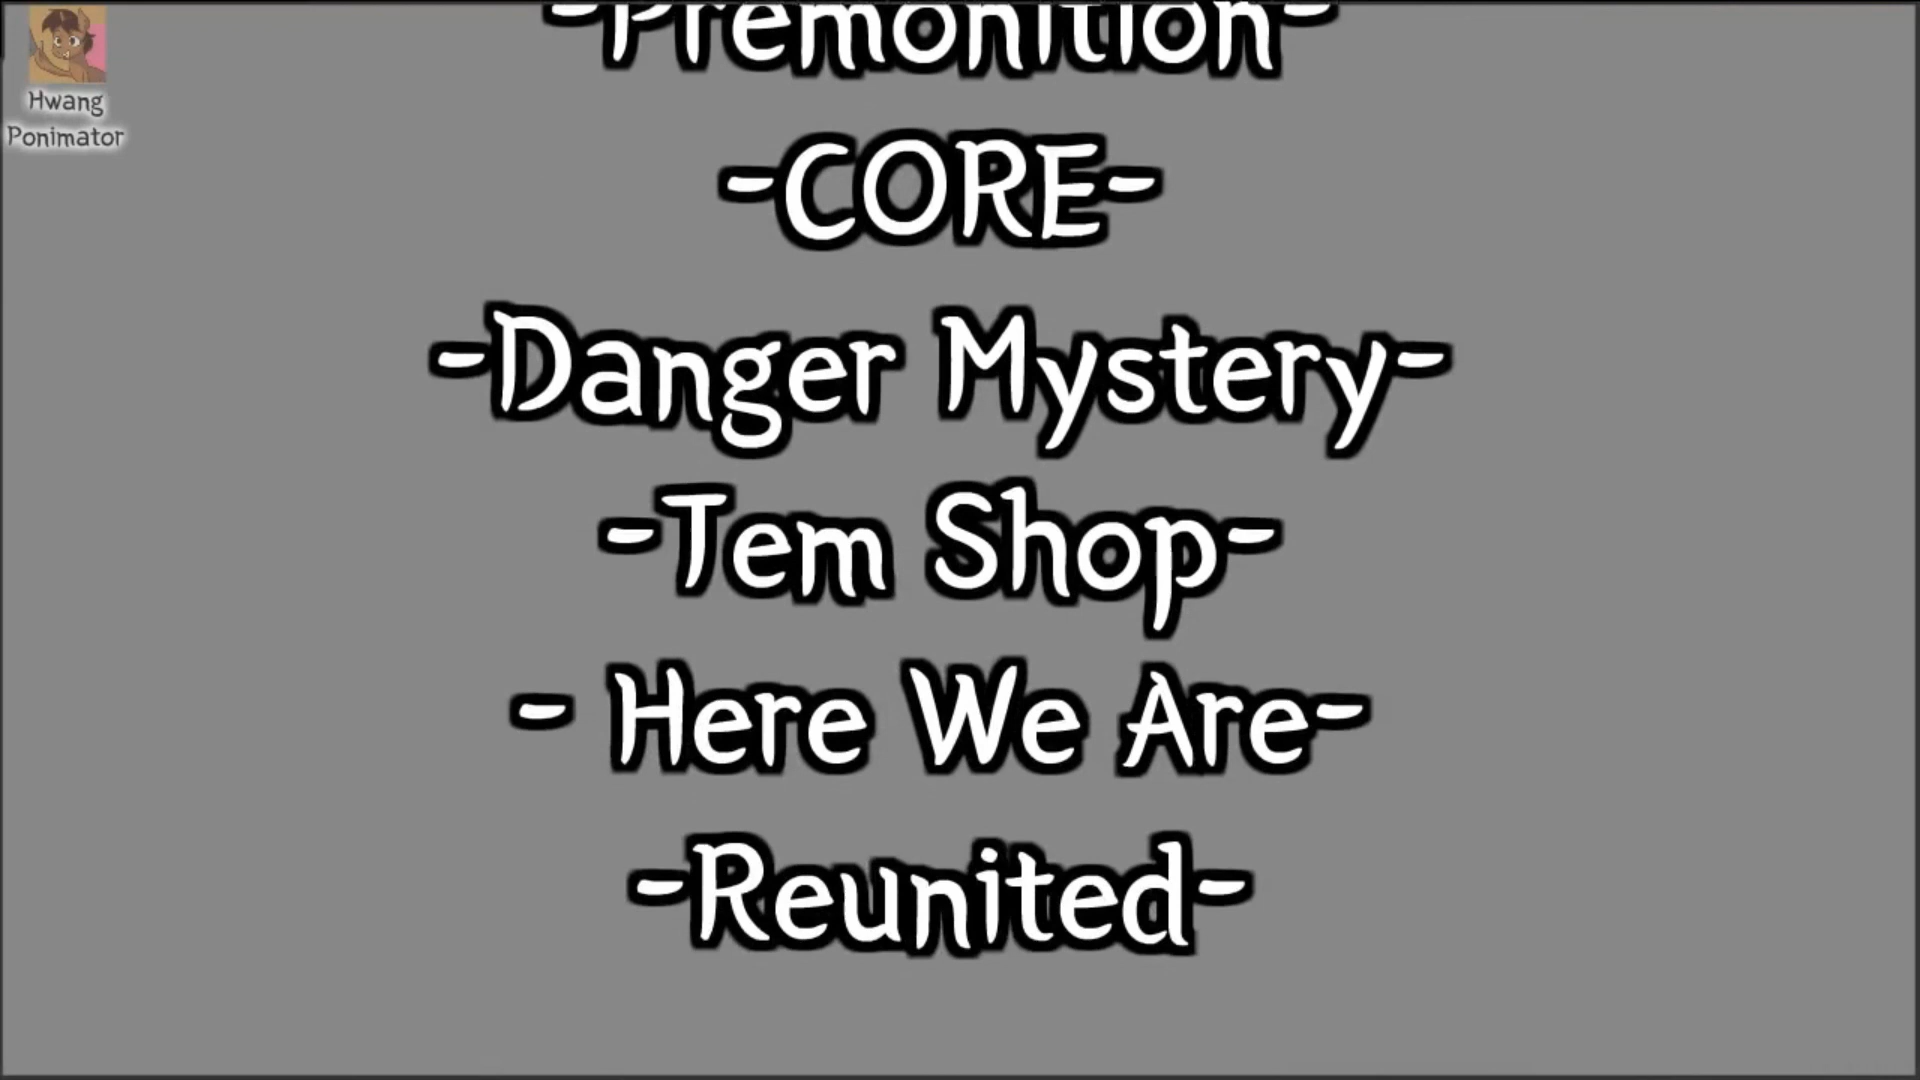 Hwang
Ponimator
-Premonition-
-CORE-
-Danger Mystery-
-Tem Shop-
- Here We Are-
-Reunited-